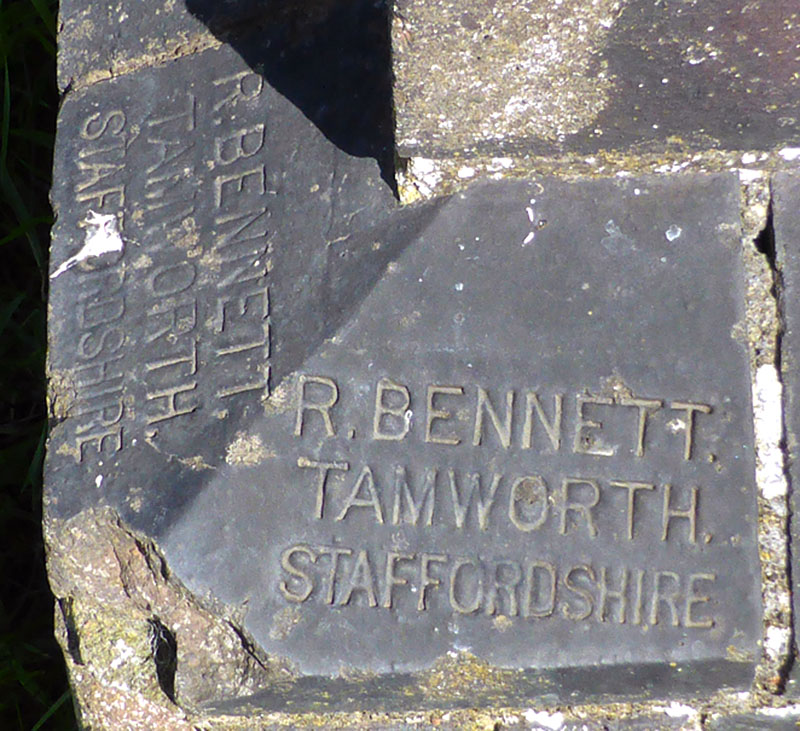 R. BENNETT
TAMWORTH.
STAFFORDSHIRE
R. BENNETT.
TAMWORTH.
STAFFORDSHIRE